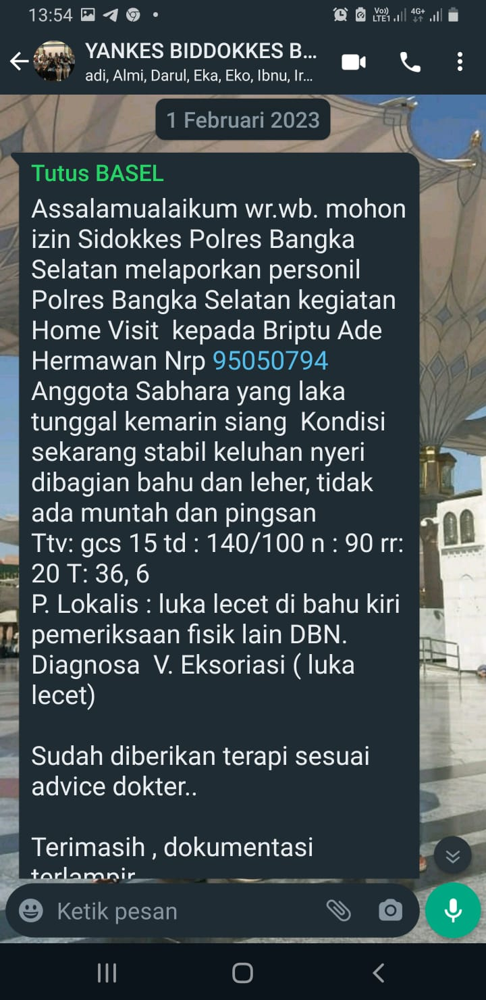 13:54
Vo)) LTE1 4G+
YANKES BIDDOKKES B...
adi, Almi, Darul, Eka, Eko, Ibnu, Ir...
1 Februari 2023
Tutus BASEL
Assalamualaikum wr.wb. mohon
izin Sidokkes Polres Bangka
Selatan melaporkan personil
Polres Bangka Selatan kegiatan
Home Visit  kepada Briptu Ade
Hermawan Nrp 95050794
Anggota Sabhara yang laka
tunggal kemarin siang  Kondisi
sekarang stabil keluhan nyeri
dibagian bahu dan leher, tidak
ada muntah dan pingsan
Ttv: gcs 15 td : 140/100 n : 90 rr:
20 T: 36, 6
P. Lokalis : luka lecet di bahu kiri
pemeriksaan fisik lain DBN.
Diagnosa  V. Eksoriasi ( luka
lecet)
Sudah diberikan terapi sesuai
advice dokter..
Terimasih , dokumentasi
terlampir
Ketik pesan